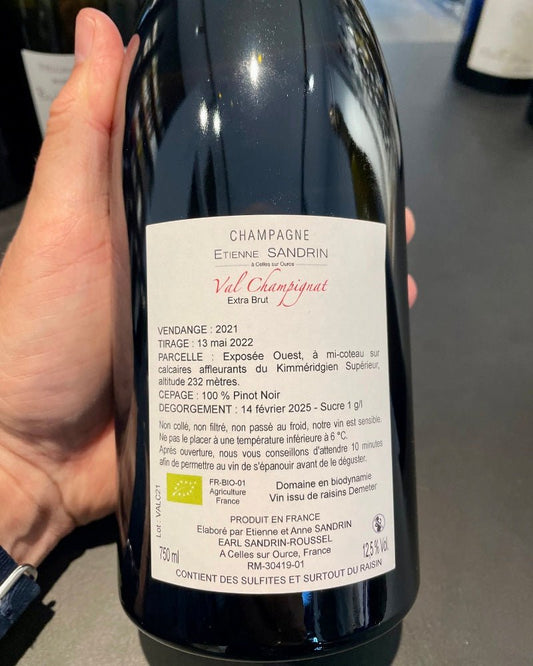 CHAMPAGNE
ETIENNE SANDRIN
à Celles sur Ource
Val Champignat
Extra Brut
VENDANGE : 2021
TIRAGE : 13 mai 2022
PARCELLE : Exposée Ouest, à mi-coteau sur
calcaires affleurants du Kimméridgien Supérieur,
altitude 232 mètres.
CEPAGE : 100 % Pinot Noir
DEGORGEMENT : 14 février 2025 - Sucre 1 g/l
Non collé, non filtré, non passé au froid, notre vin est sensible.
Ne pas le placer à une température inférieure à 6 °C.
Après ouverture, nous vous conseillons d'attendre 10 minutes
afin de permettre au vin de s'épanouir avant de le déguster.
FR-BIO-01
Agriculture
France
Domaine en biodynamie
Vin issu de raisins Demeter
Lot : VALC21
PRODUIT EN FRANCE
Elaboré par Etienne et Anne SANDRIN
EARL SANDRIN-ROUSSEL
A Celles sur Ource, France
RM-30419-01
750 ml
12,5 % Vol.
CONTIENT DES SULFITES ET SURTOUT DU RAISIN